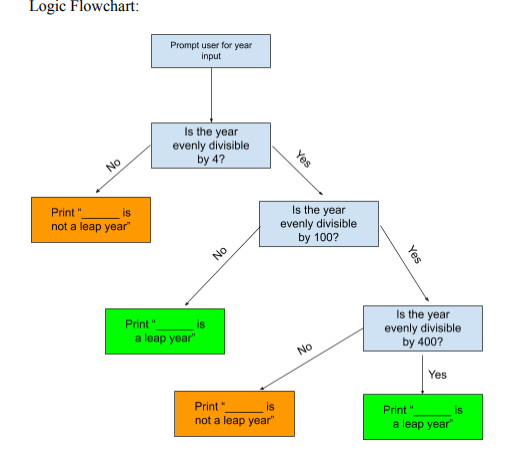 Logic Flowchart:
Prompt user for year
input
Is the year
evenly divisible
by 4?
No
Yes
Print "______ is
not a leap year"
Is the year
evenly divisible
by 100?
No
Yes
Print "______ is
a leap year"
Is the year
evenly divisible
by 400?
No
Yes
Print "______ is
not a leap year"
Print "______ is
a leap year"